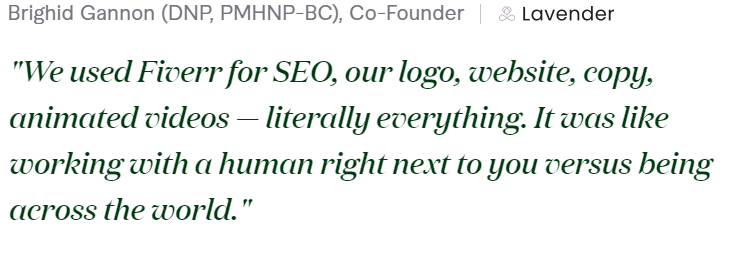 Brighid Gannon (DNP, PMHNP-BC), Co-Founder | Lavender
"We used Fiverr for SEO, our logo, website, copy,
animated videos — literally everything. It was like
working with a human right next to you versus being
across the world."